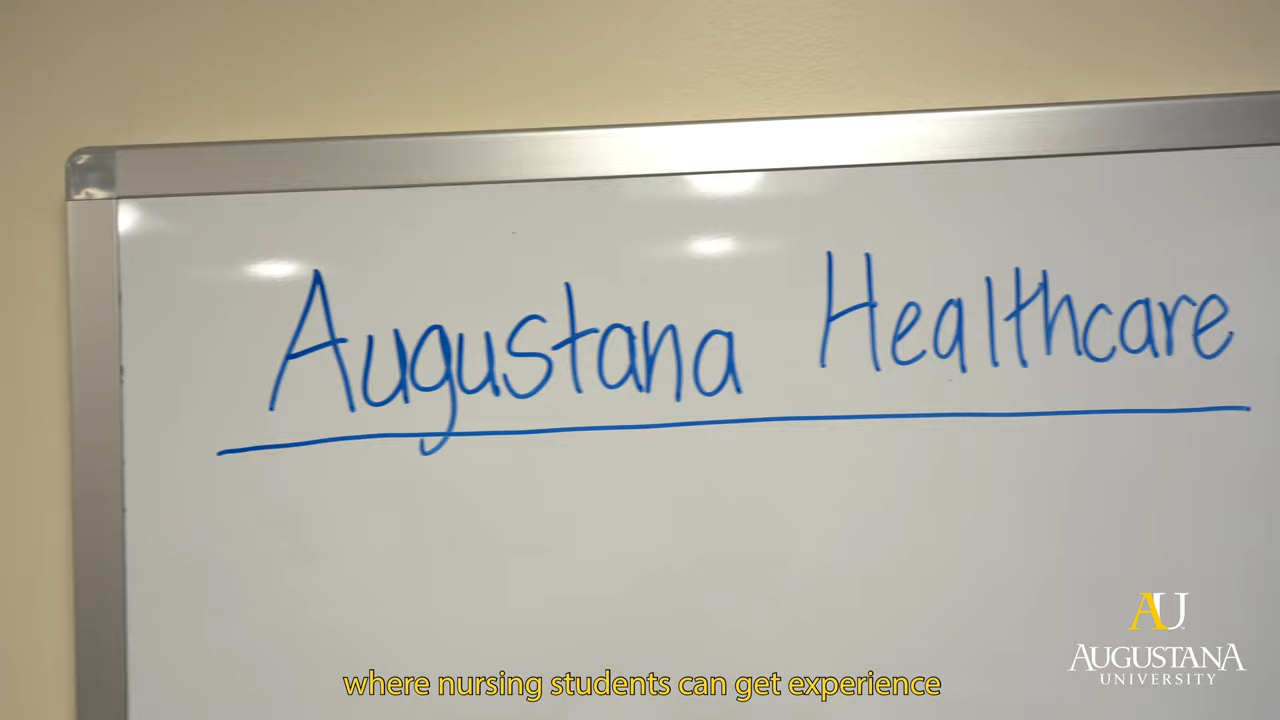 Augustana Healthcare
AU
AUGUSTANA
UNIVERSITY
where nursing students can get experience